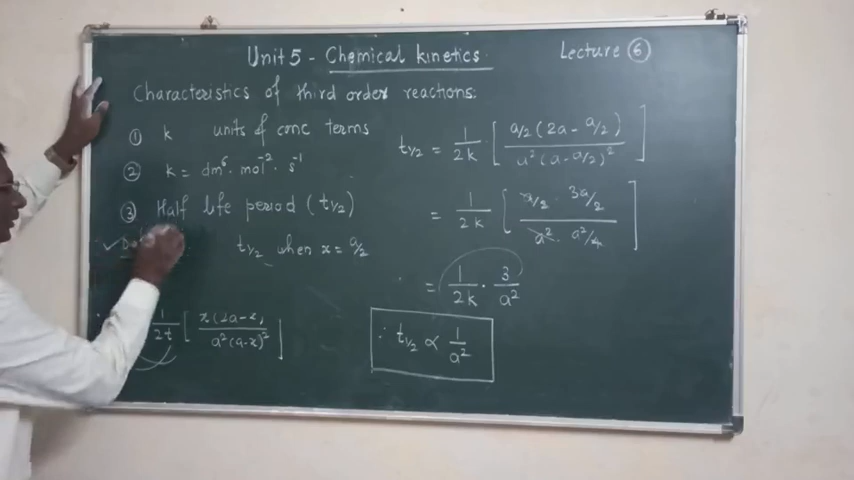 Unit 5 - Chemical kinetics
Lecture ⑥
Characteristics of third order reactions:
① k units of conc terms
② k = dm⁶ · mol⁻² · s⁻¹
③ Half life period (t½)
t½ when x = a/2
1/2t [ x(2a-x) / a²(a-x)² ]
t½ = 1/2k [ a/2 (2a - a/2) / a² (a - a/2)² ]
= 1/2k [ a/2 · 3a/2 / a² · a²/4 ]
= 1/2k · 3/a²
∴ t½ ∝ 1/a²